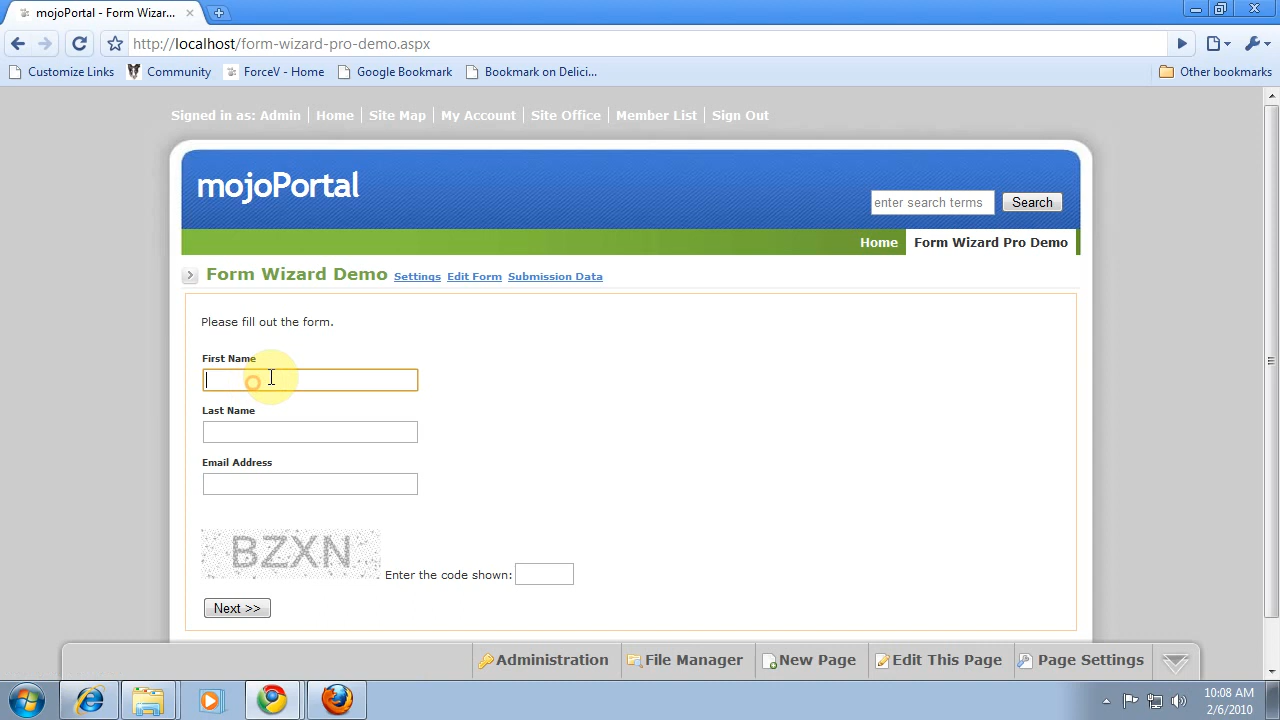 mojoPortal - Form Wizar...
http://localhost/form-wizard-pro-demo.aspx
Customize Links Community ForceV - Home Google Bookmark Bookmark on Delici... Other bookmarks
Signed in as: Admin Home Site Map My Account Site Office Member List Sign Out
mojoPortal
enter search terms Search
Home Form Wizard Pro Demo
Form Wizard Demo Settings Edit Form Submission Data
Please fill out the form.
First Name
Last Name
Email Address
BZXN
Enter the code shown:
Next >>
Administration File Manager New Page Edit This Page Page Settings
10:08 AM
2/6/2010